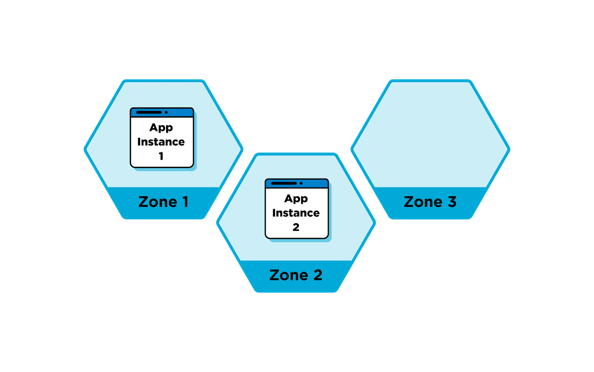 App
Instance
1
Zone 1
App
Instance
2
Zone 2
Zone 3